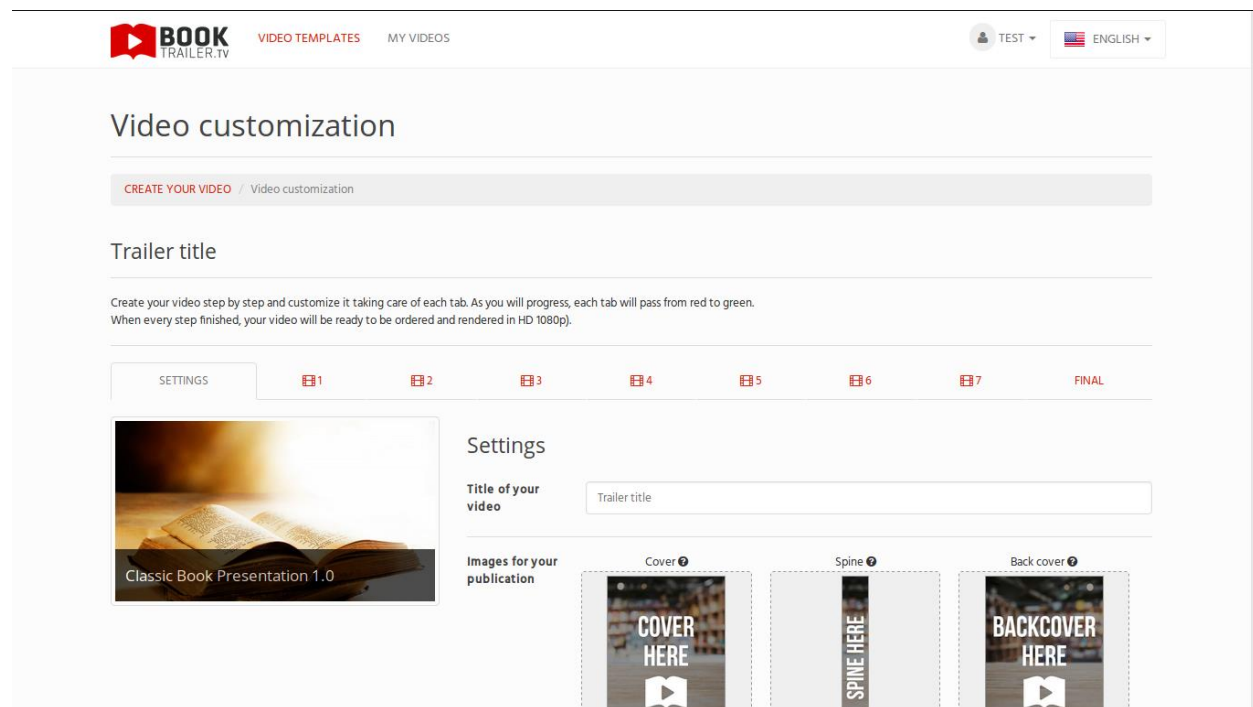 BOOK
TRAILER.TV
VIDEO TEMPLATES
MY VIDEOS
TEST
ENGLISH
Video customization
CREATE YOUR VIDEO / Video customization
Trailer title
Create your video step by step and customize it taking care of each tab. As you will progress, each tab will pass from red to green.
When every step finished, your video will be ready to be ordered and rendered in HD 1080p).
SETTINGS
1
2
3
4
5
6
7
FINAL
Classic Book Presentation 1.0
Settings
Title of your
video
Trailer title
Images for your
publication
Cover
Spine
Back cover
COVER
HERE
SPINE HERE
BACKCOVER
HERE